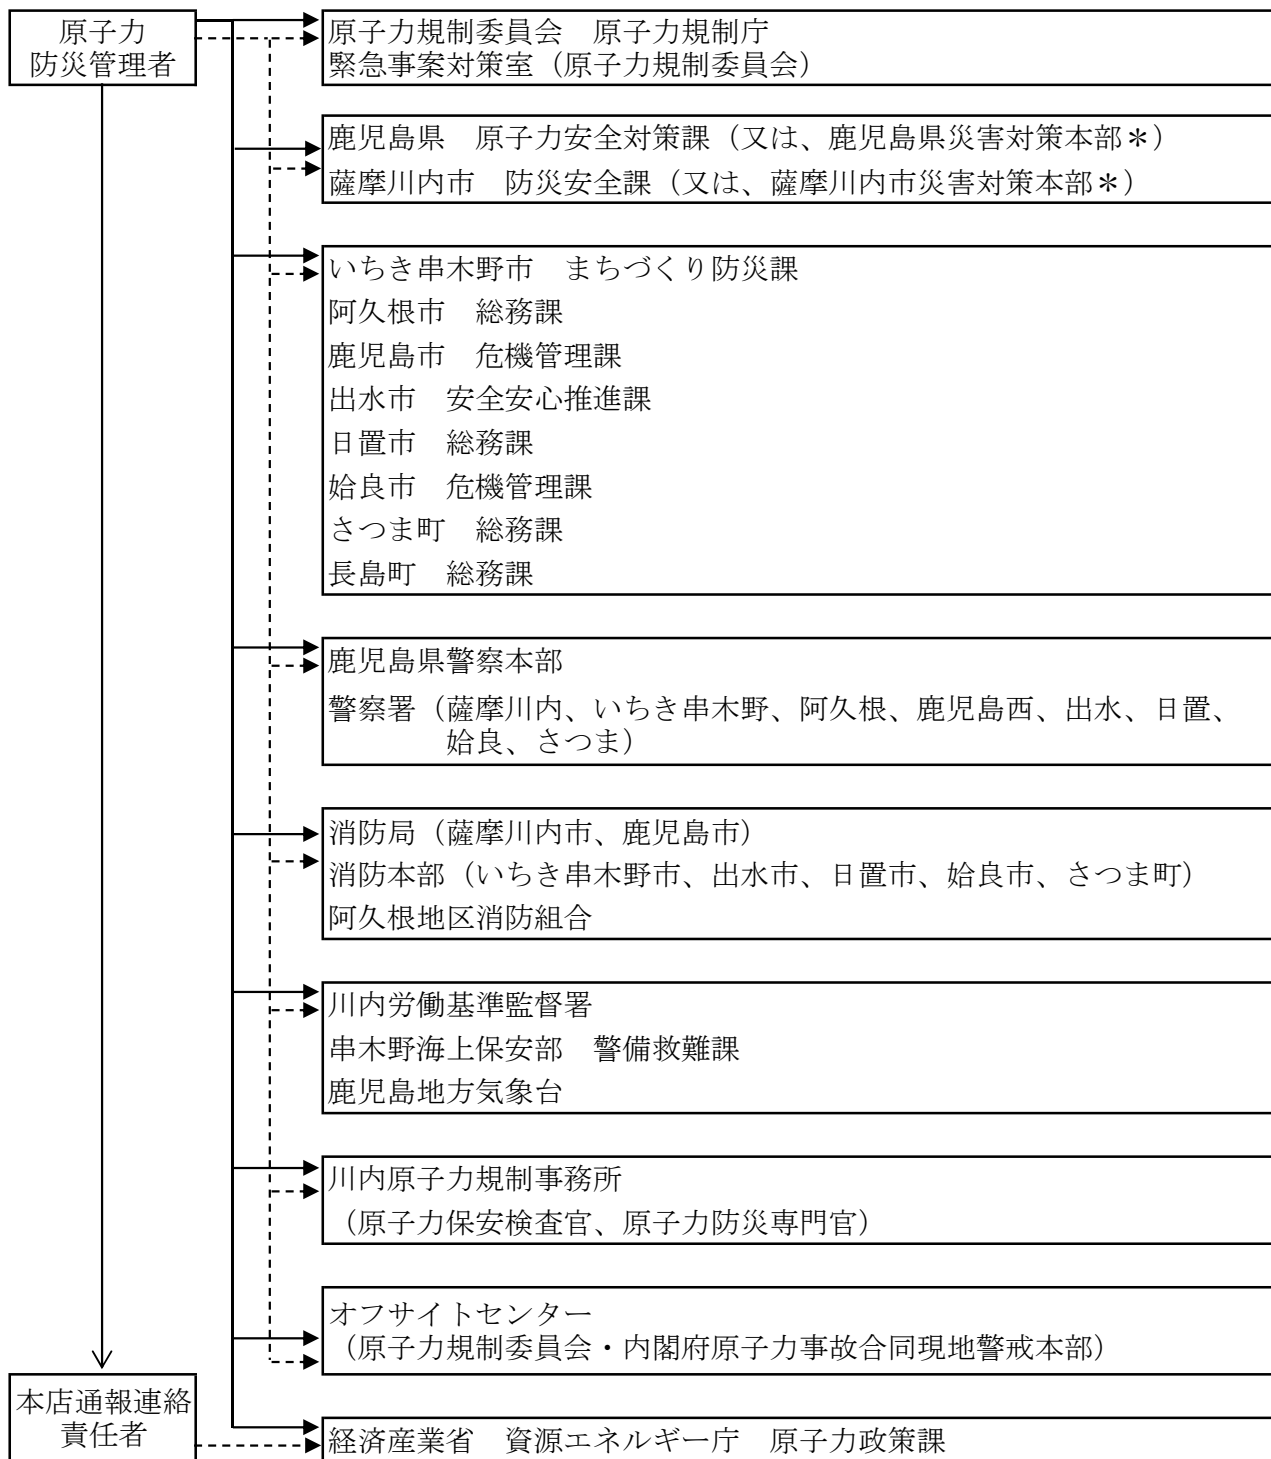 原子力
防災管理者
原子力規制委員会　原子力規制庁
緊急事案対策室（原子力規制委員会）
鹿児島県　原子力安全対策課（又は、鹿児島県災害対策本部＊）
薩摩川内市　防災安全課（又は、薩摩川内市災害対策本部＊）
いちき串木野市　まちづくり防災課
阿久根市　総務課
鹿児島市　危機管理課
出水市　安全安心推進課
日置市　総務課
姶良市　危機管理課
さつま町　総務課
長島町　総務課
鹿児島県警察本部
警察署（薩摩川内、いちき串木野、阿久根、鹿児島西、出水、日置、
姶良、さつま）
消防局（薩摩川内市、鹿児島市）
消防本部（いちき串木野市、出水市、日置市、姶良市、さつま町）
阿久根地区消防組合
川内労働基準監督署
串木野海上保安部　警備救難課
鹿児島地方気象台
川内原子力規制事務所
（原子力保安検査官、原子力防災専門官）
オフサイトセンター
（原子力規制委員会・内閣府原子力事故合同現地警戒本部）
本店通報連絡
責任者
経済産業省　資源エネルギー庁　原子力政策課